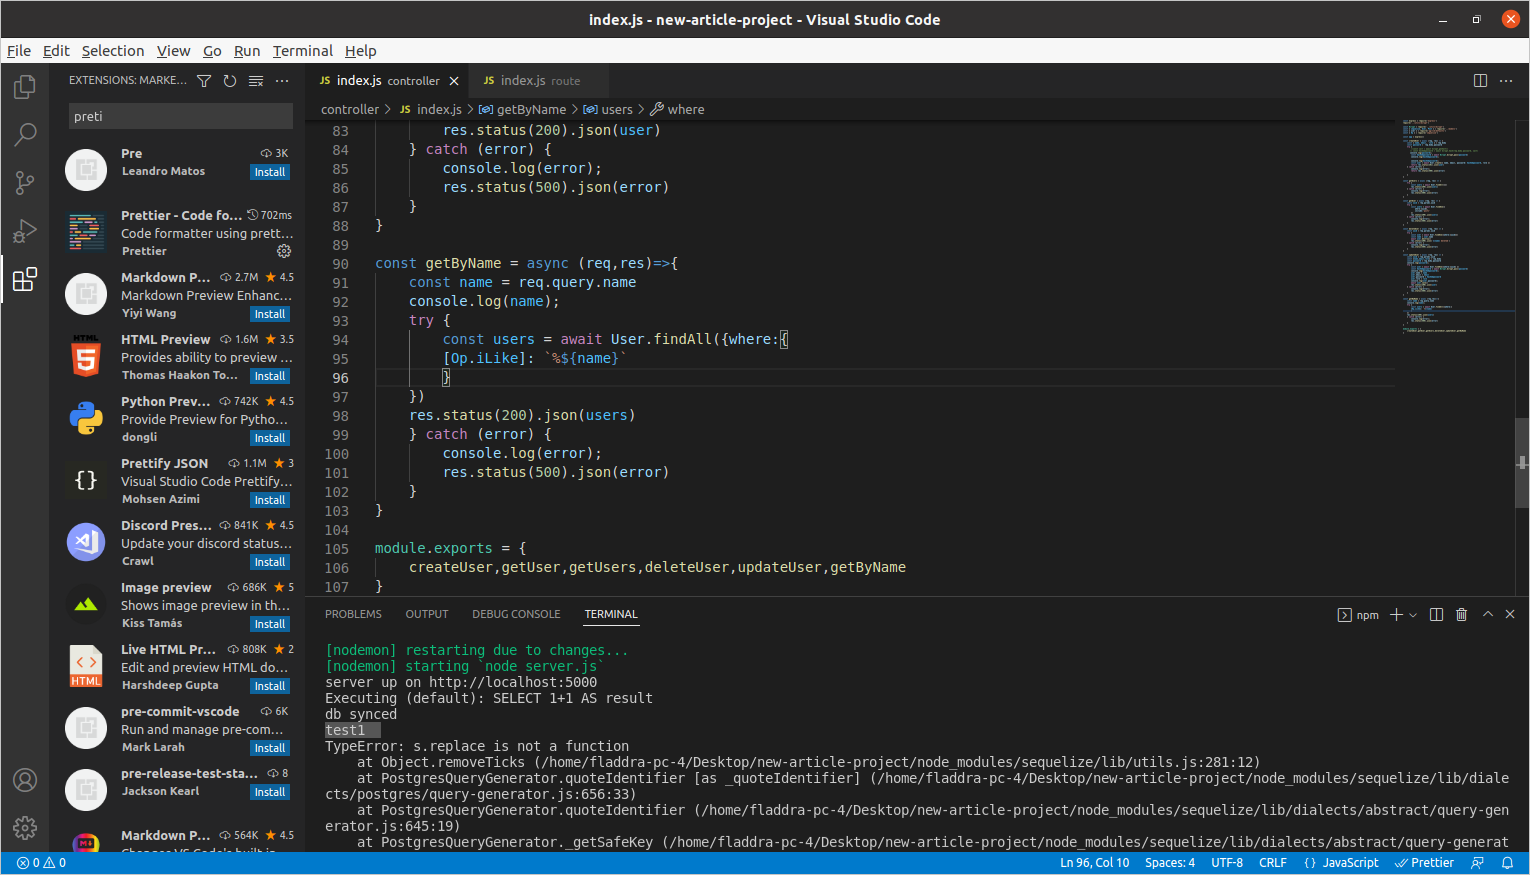 index.js - new-article-project - Visual Studio Code
File Edit Selection View Go Run Terminal Help
EXTENSIONS: MARKE...
preti
Pre 3K
Leandro Matos Install
Prettier - Code fo... 702ms
Code formatter using prett...
Prettier
Markdown P... 2.7M ★ 4.5
Markdown Preview Enhanc...
Yiyi Wang Install
HTML Preview 1.6M ★ 3.5
Provides ability to preview ...
Thomas Haakon To... Install
Python Prev... 742K ★ 4.5
Provide Preview for Pytho...
dongli Install
Prettify JSON 1.1M ★ 3
Visual Studio Code Prettify...
Mohsen Azimi Install
Discord Pres... 841K ★ 4.5
Update your discord status...
Crawl Install
Image preview 686K ★ 5
Shows image preview in th...
Kiss Tamás Install
Live HTML Pr... 808K ★ 2
Edit and preview HTML do...
Harshdeep Gupta Install
pre-commit-vscode 6K
Run and manage pre-com...
Mark Larah Install
pre-release-test-sta... 8
Jackson Kearl Install
Markdown P... 564K ★ 4.5
JS index.js controller × JS index.js route
controller > JS index.js > getByName > users > where
83 res.status(200).json(user)
84 } catch (error) {
85 console.log(error);
86 res.status(500).json(error)
87 }
88 }
89
90 const getByName = async (req,res)=>{
91 const name = req.query.name
92 console.log(name);
93 try {
94 const users = await User.findAll({where:{
95 [Op.iLike]: `%${name}`
96 }
97 })
98 res.status(200).json(users)
99 } catch (error) {
100 console.log(error);
101 res.status(500).json(error)
102 }
103 }
104
105 module.exports = {
106 createUser,getUser,getUsers,deleteUser,updateUser,getByName
107 }
PROBLEMS OUTPUT DEBUG CONSOLE TERMINAL npm
[nodemon] restarting due to changes...
[nodemon] starting `node server.js`
server up on http://localhost:5000
Executing (default): SELECT 1+1 AS result
db synced
test1
TypeError: s.replace is not a function
at Object.removeTicks (/home/fladdra-pc-4/Desktop/new-article-project/node_modules/sequelize/lib/utils.js:281:12)
at PostgresQueryGenerator.quoteIdentifier [as _quoteIdentifier] (/home/fladdra-pc-4/Desktop/new-article-project/node_modules/sequelize/lib/diale
cts/postgres/query-generator.js:656:33)
at PostgresQueryGenerator.quoteIdentifier (/home/fladdra-pc-4/Desktop/new-article-project/node_modules/sequelize/lib/dialects/abstract/query-gen
erator.js:645:19)
at PostgresQueryGenerator._getSafeKey (/home/fladdra-pc-4/Desktop/new-article-project/node_modules/sequelize/lib/dialects/abstract/query-generat
0 0 Ln 96, Col 10 Spaces: 4 UTF-8 CRLF {} JavaScript Prettier